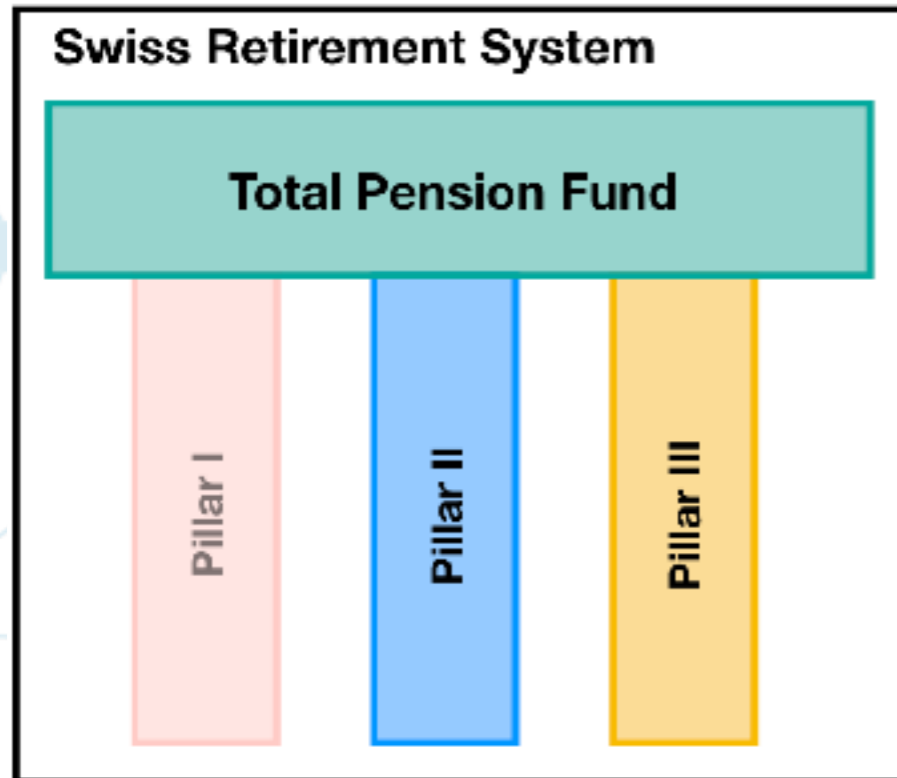 Swiss Retirement System
Total Pension Fund
Pillar I
Pillar II
Pillar III